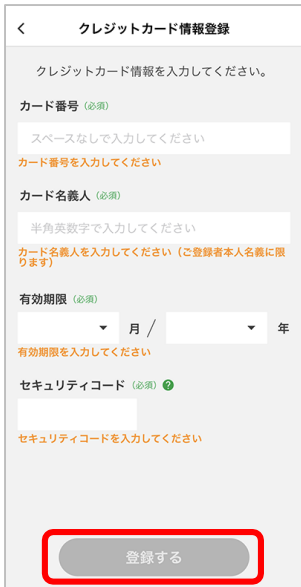 クレジットカード情報登録
クレジットカード情報を入力してください。
カード番号 (必須)
スペースなしで入力してください
カード番号を入力してください
カード名義人 (必須)
半角英数字で入力してください
カード名義人を入力してください（ご登録者本人名義に限
ります）
有効期限 (必須)
月 / 年
有効期限を入力してください
セキュリティコード (必須) ?
セキュリティコードを入力してください
登録する